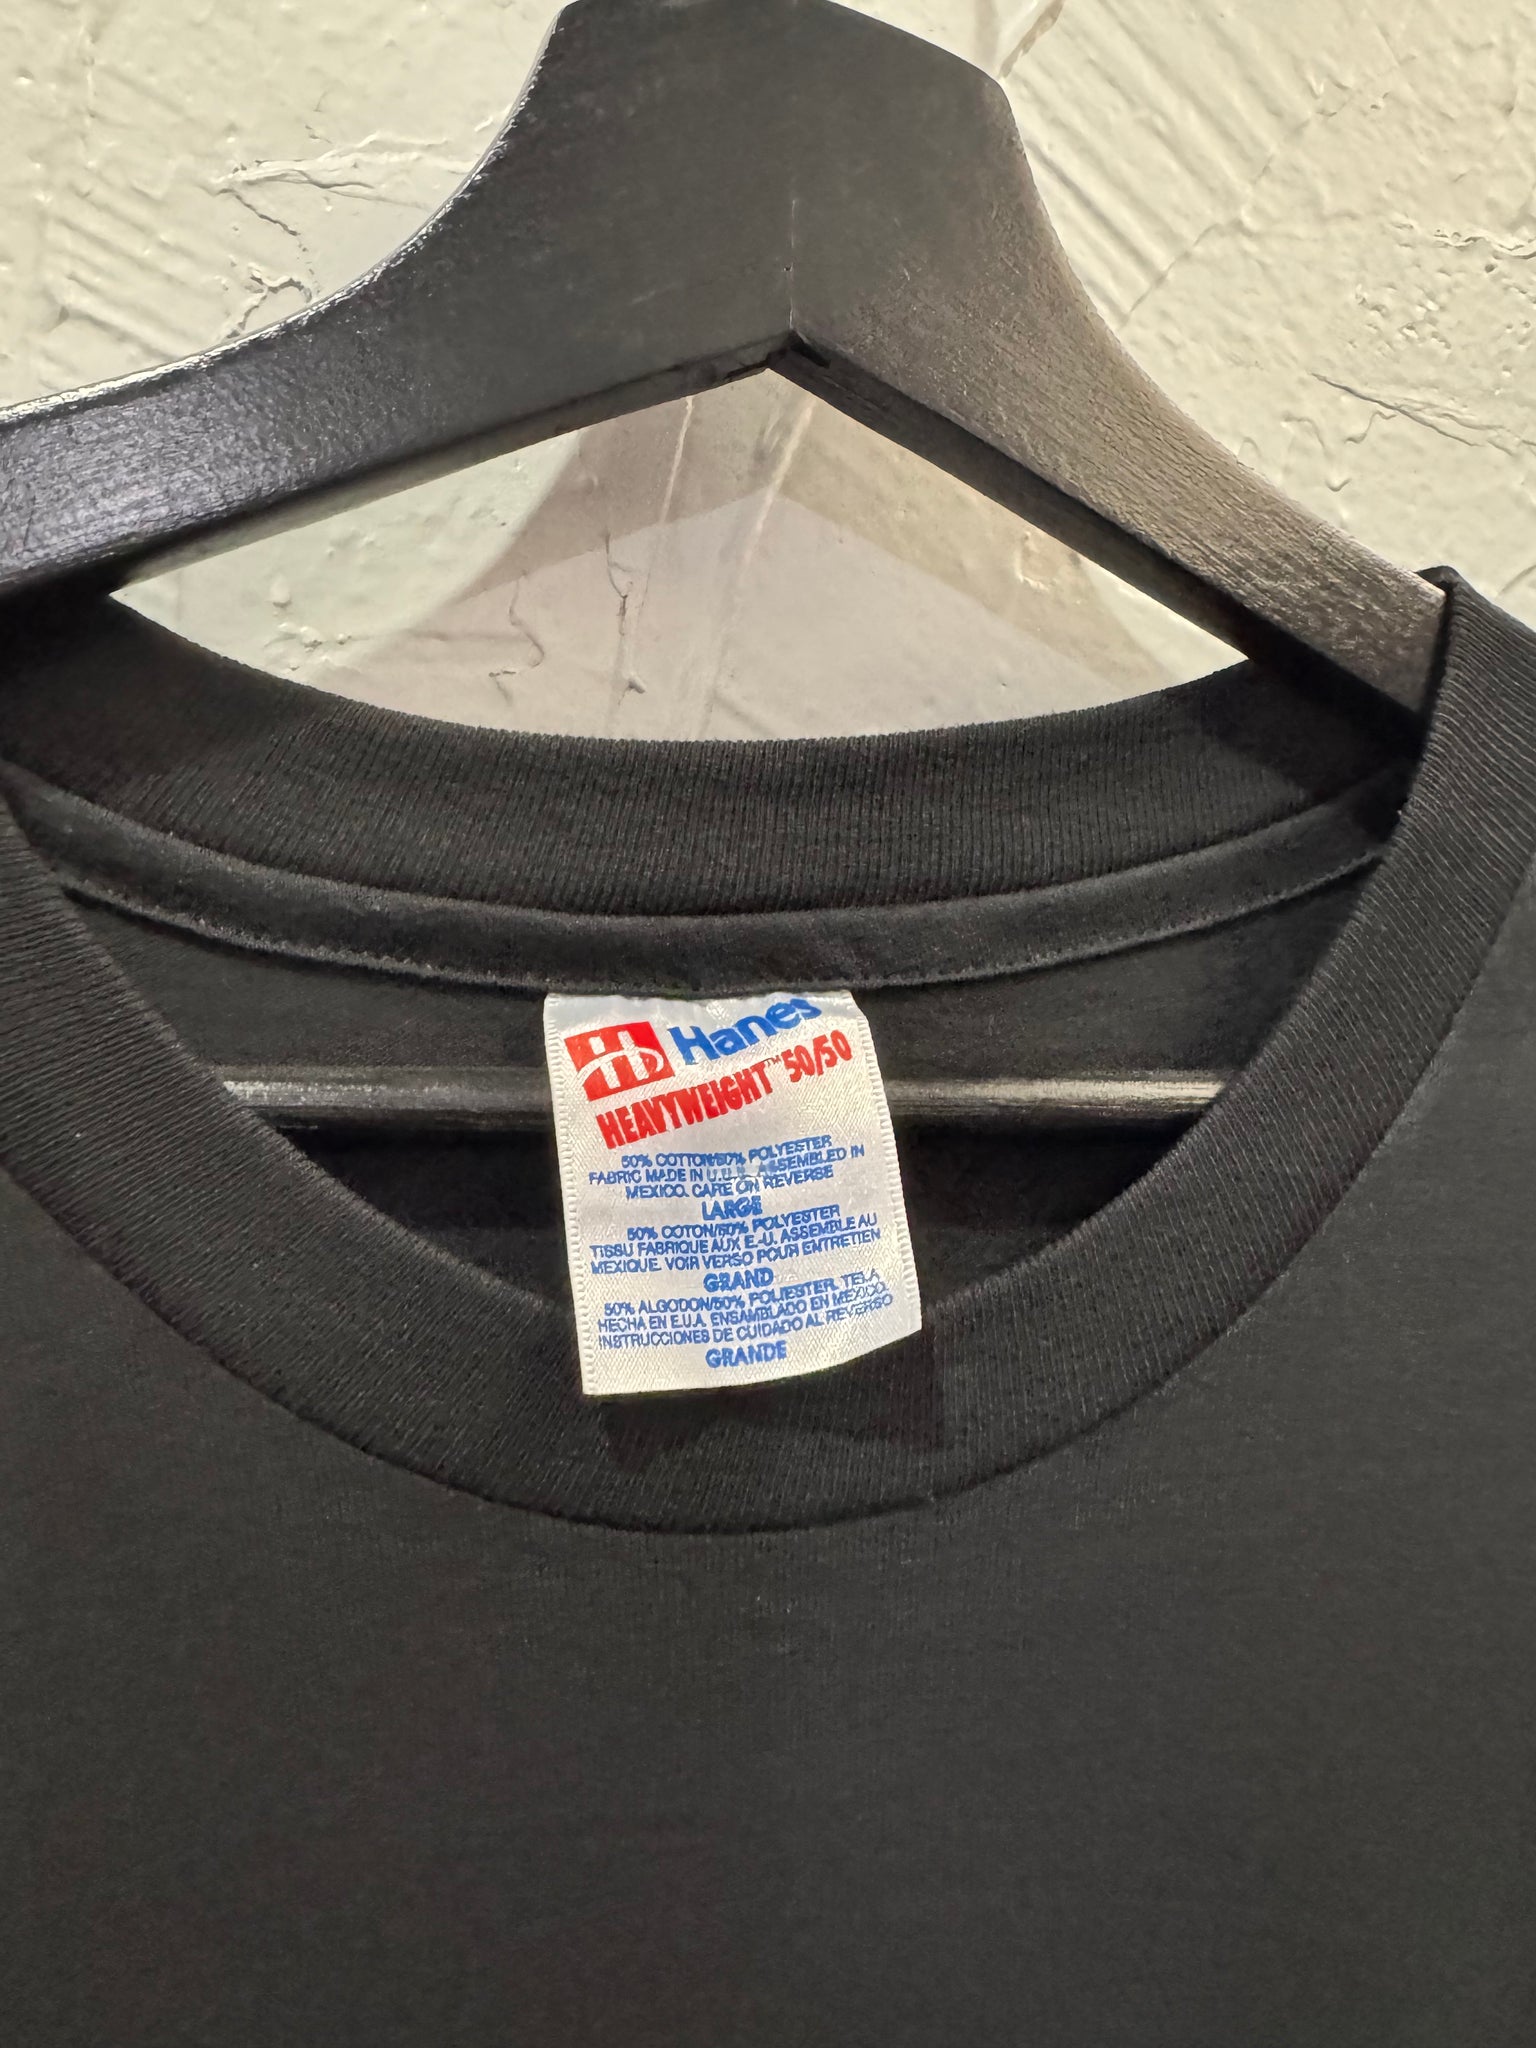 Hanes
HEAVYWEIGHT™ 50/50
50% COTTON/50% POLYESTER
FABRIC MADE IN ASSEMBLED IN
MEXICO. CARE ON REVERSE
LARGE
50% COTON/50% POLYESTER
TISSU FABRIQUE AUX E.-U. ASSEMBLE AU
MEXIQUE. VOIR VERSO POUR ENTRETIEN
GRAND
50% ALGODON/50% POLIESTER. TELA
HECHA EN E.U.A. ENSAMBLADO EN MEXICO.
INSTRUCCIONES DE CUIDADO AL REVERSO
GRANDE